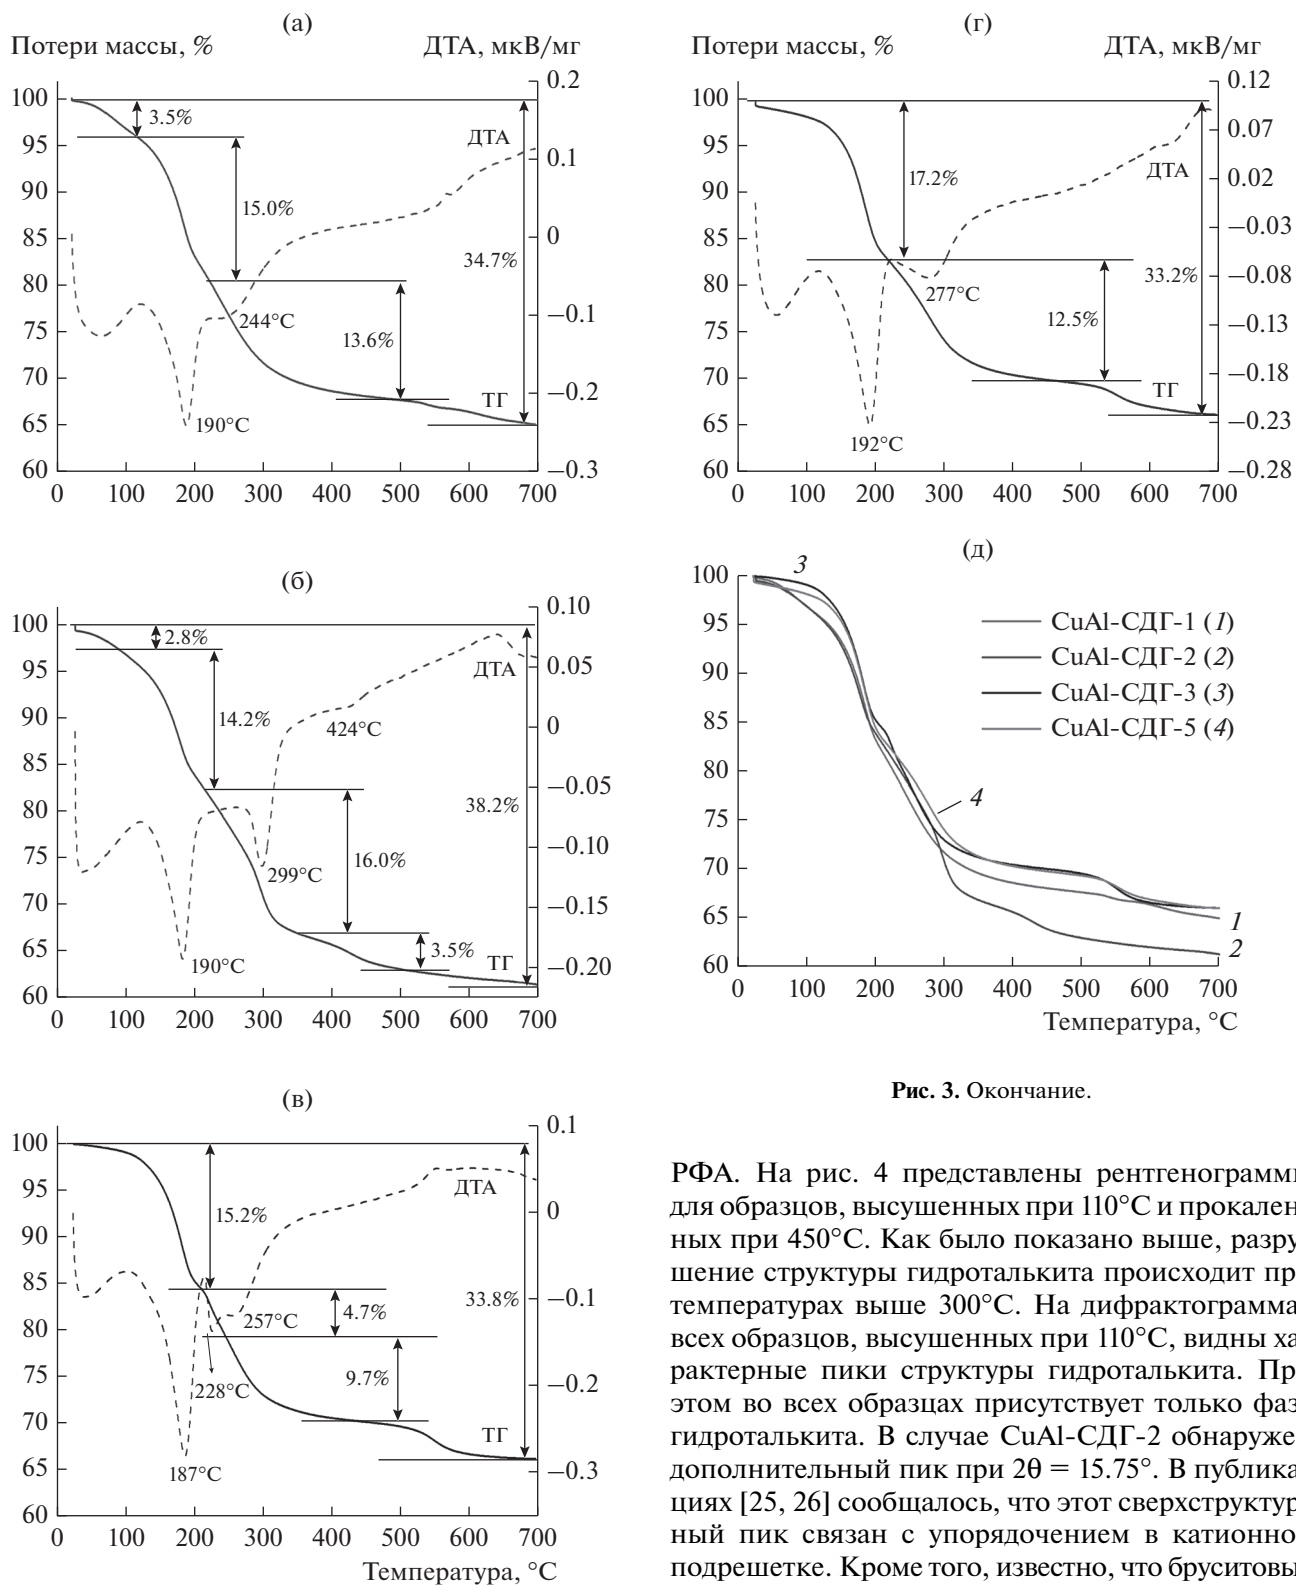 (а)
Потери массы, %
ДТА, мкВ/мг
100
95
90
85
80
75
70
65
60
0.2
0.1
0
−0.1
−0.2
−0.3
3.5%
15.0%
13.6%
34.7%
ДТА
244°C
190°C
ТГ
0 100 200 300 400 500 600 700
(б)
100
95
90
85
80
75
70
65
60
0.10
0.05
0
−0.05
−0.10
−0.15
−0.20
2.8%
14.2%
16.0%
3.5%
38.2%
ДТА
424°C
299°C
190°C
ТГ
0 100 200 300 400 500 600 700
(в)
100
95
90
85
80
75
70
65
60
0.1
0
−0.1
−0.2
−0.3
15.2%
4.7%
9.7%
33.8%
ДТА
257°C
228°C
187°C
ТГ
0 100 200 300 400 500 600 700
Температура, °C
(г)
Потери массы, %
ДТА, мкВ/мг
100
95
90
85
80
75
70
65
60
0.12
0.07
0.02
−0.03
−0.08
−0.13
−0.18
−0.23
−0.28
17.2%
12.5%
33.2%
ДТА
277°C
192°C
ТГ
0 100 200 300 400 500 600 700
(д)
100
95
90
85
80
75
70
65
60
3
CuAl-СДГ-1 (1)
CuAl-СДГ-2 (2)
CuAl-СДГ-3 (3)
CuAl-СДГ-5 (4)
4
1
2
0 100 200 300 400 500 600 700
Температура, °C
Рис. 3. Окончание.
РФА. На рис. 4 представлены рентгенограмм
для образцов, высушенных при 110°C и прокален
ных при 450°C. Как было показано выше, разру
шение структуры гидроталькита происходит пр
температурах выше 300°C. На дифрактограмма
всех образцов, высушенных при 110°C, видны ха
рактерные пики структуры гидроталькита. Пр
этом во всех образцах присутствует только фаз
гидроталькита. В случае CuAl-СДГ-2 обнаруже
дополнительный пик при 2θ = 15.75°. В публика
циях [25, 26] сообщалось, что этот сверхструктур
ный пик связан с упорядочением в катионно
подрешетке. Кроме того, известно, что бруситовы